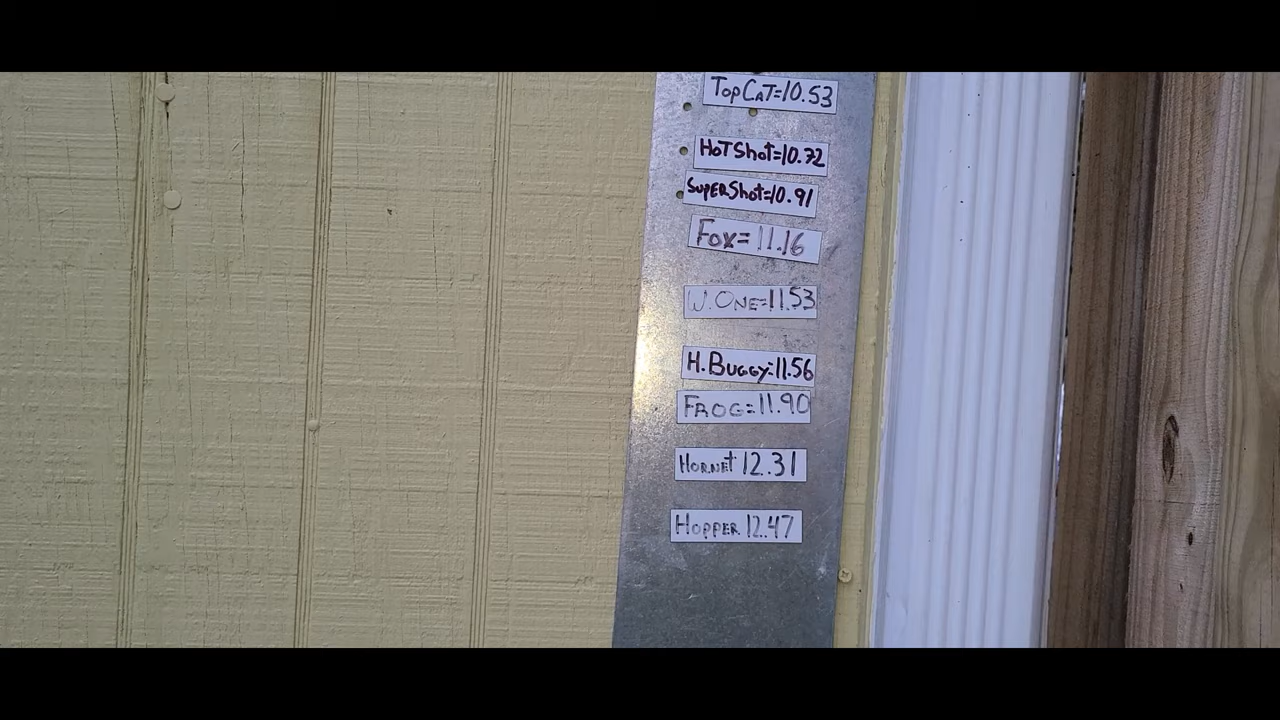 TopCAT=10.53
HoTShot=10.72
SupERShot=10.91
Fox=11.16
W.ONE=11.53
H.BuGGy=11.56
FROG=11.90
HORNEt 12.31
HOPPER 12.47